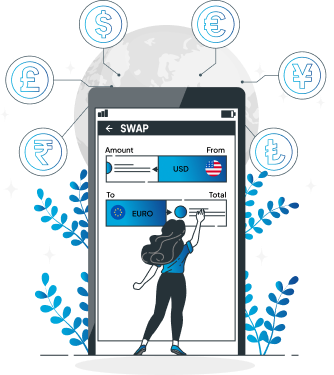 $
€
£
¥
← SWAP
₹
₺
Amount From
USD
To Total
EURO